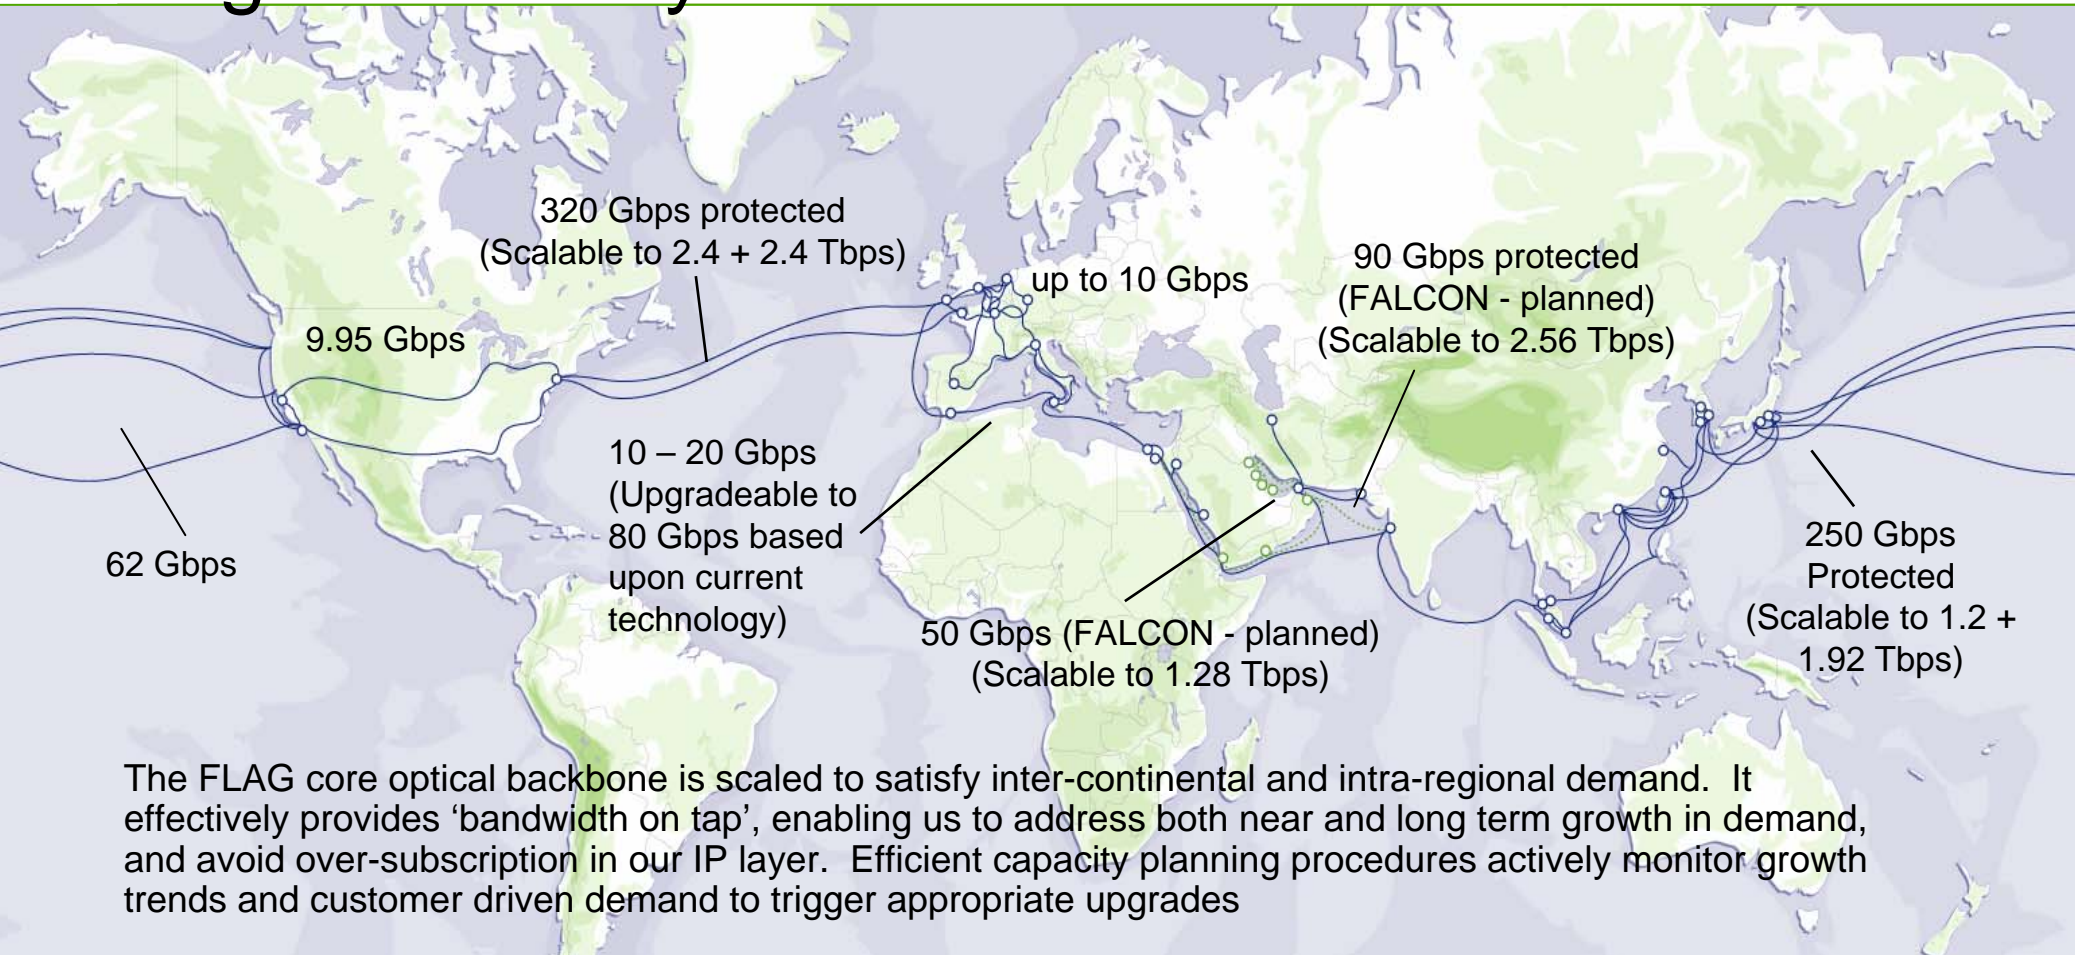 320 Gbps protected
(Scalable to 2.4 + 2.4 Tbps)
up to 10 Gbps
90 Gbps protected
(FALCON - planned)
(Scalable to 2.56 Tbps)
9.95 Gbps
10 – 20 Gbps
(Upgradeable to
80 Gbps based
upon current
technology)
62 Gbps
250 Gbps
Protected
(Scalable to 1.2 +
1.92 Tbps)
50 Gbps (FALCON - planned)
(Scalable to 1.28 Tbps)
The FLAG core optical backbone is scaled to satisfy inter-continental and intra-regional demand.  It
effectively provides ‘bandwidth on tap’, enabling us to address both near and long term growth in demand,
and avoid over-subscription in our IP layer.  Efficient capacity planning procedures actively monitor growth
trends and customer driven demand to trigger appropriate upgrades